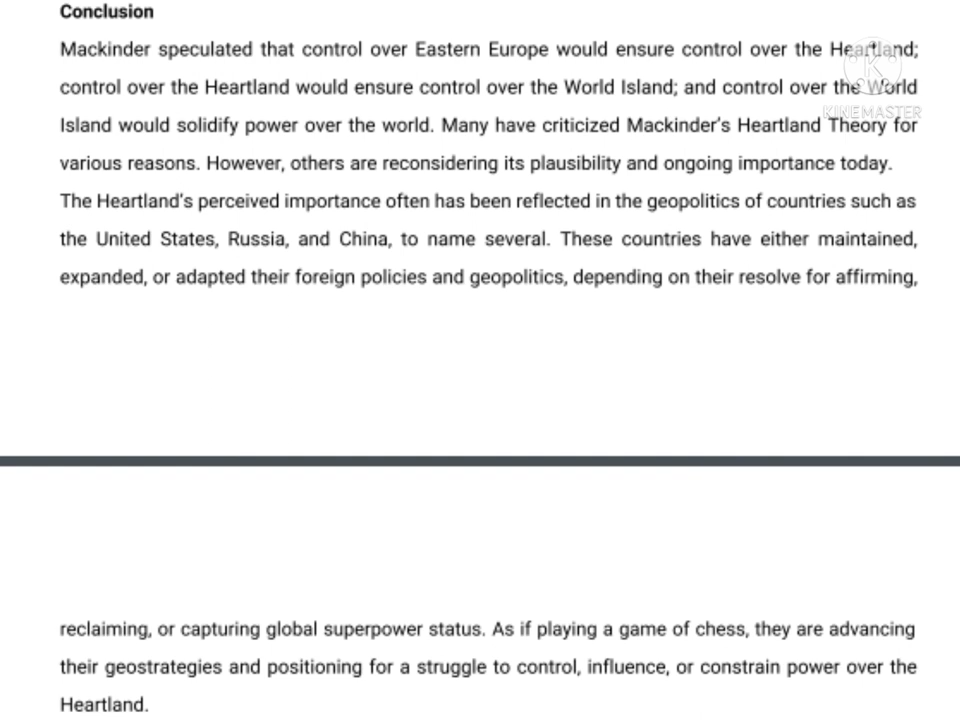 Conclusion
Mackinder speculated that control over Eastern Europe would ensure control over the Heartland;
control over the Heartland would ensure control over the World Island; and control over the World
Island would solidify power over the world. Many have criticized Mackinder's Heartland Theory for
various reasons. However, others are reconsidering its plausibility and ongoing importance today.
The Heartland's perceived importance often has been reflected in the geopolitics of countries such as
the United States, Russia, and China, to name several. These countries have either maintained,
expanded, or adapted their foreign policies and geopolitics, depending on their resolve for affirming,
reclaiming, or capturing global superpower status. As if playing a game of chess, they are advancing
their geostrategies and positioning for a struggle to control, influence, or constrain power over the
Heartland.
K
KINEMASTER